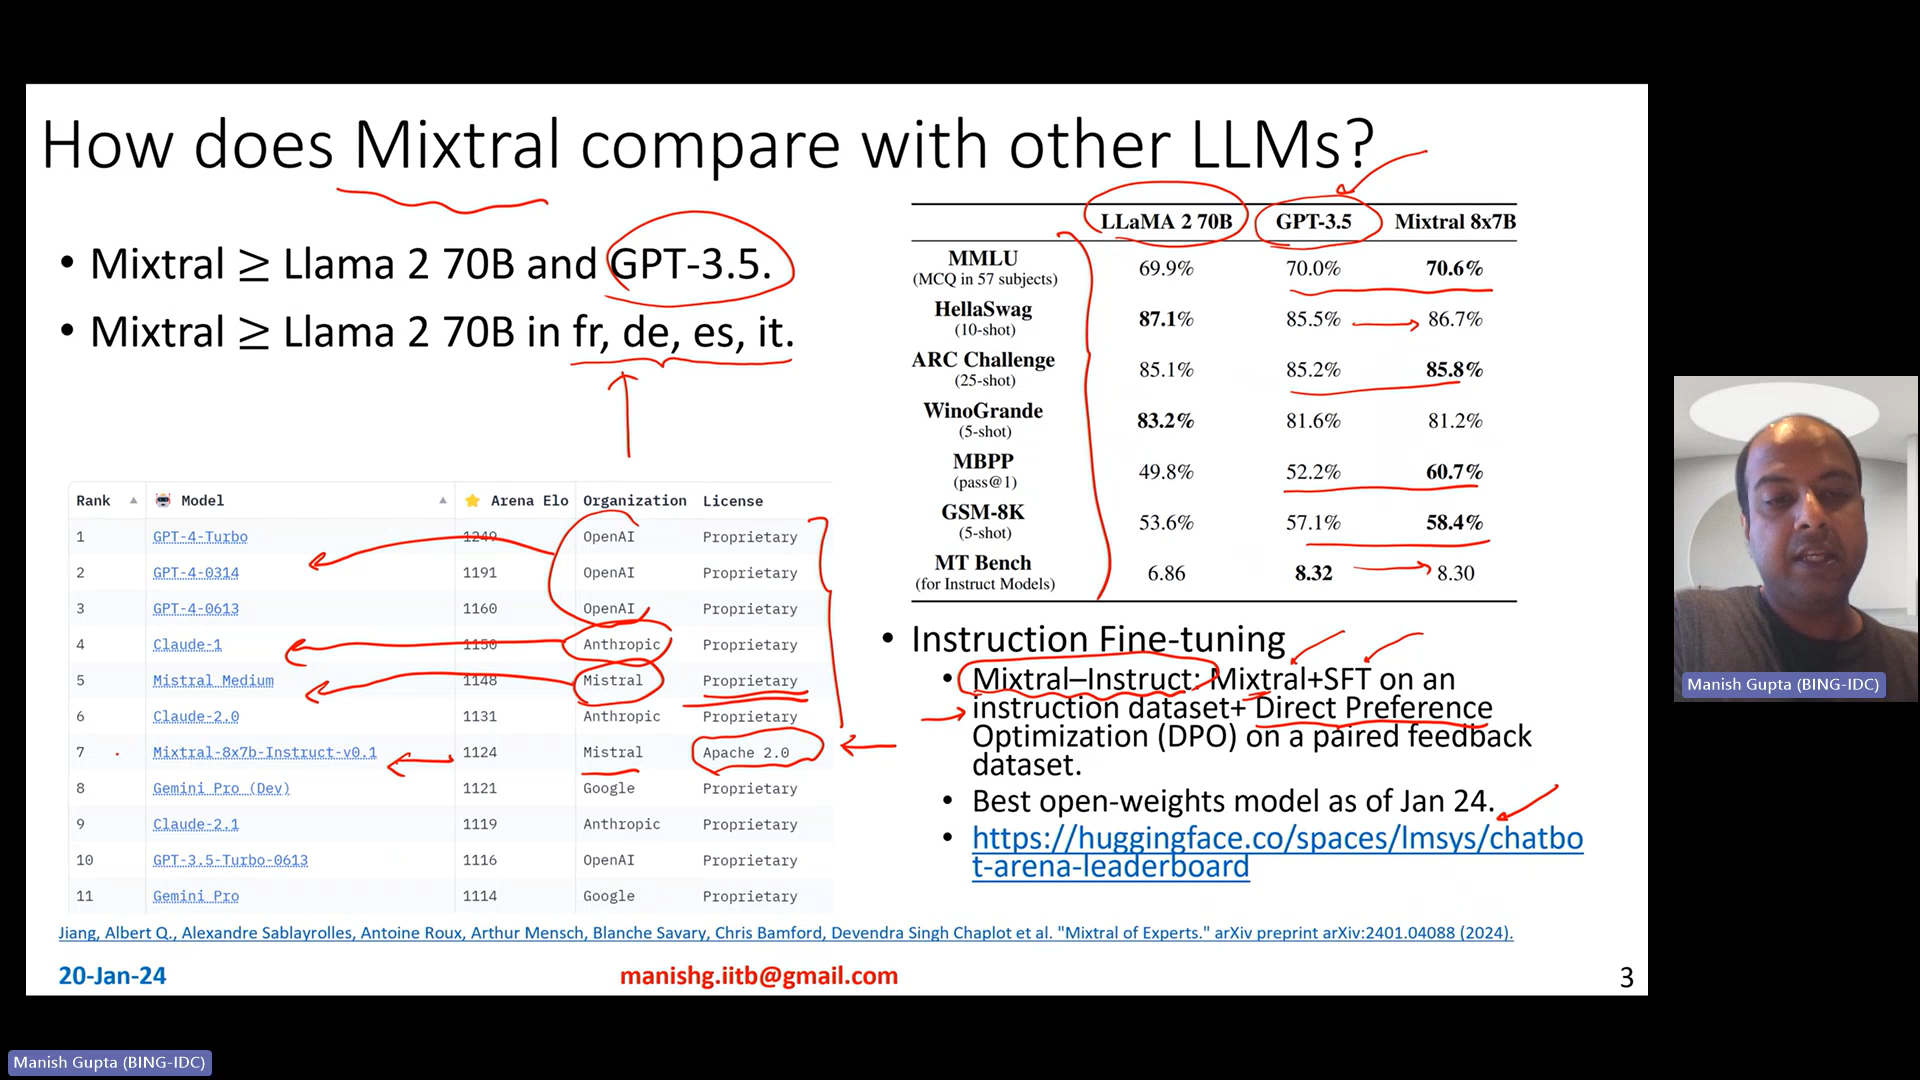 How does Mixtral compare with other LLMs?
• Mixtral ≥ Llama 2 70B and GPT-3.5.
• Mixtral ≥ Llama 2 70B in fr, de, es, it.
Rank Model Arena Elo Organization License
1 GPT-4-Turbo 1249 OpenAI Proprietary
2 GPT-4-0314 1191 OpenAI Proprietary
3 GPT-4-0613 1160 OpenAI Proprietary
4 Claude-1 1150 Anthropic Proprietary
5 Mistral Medium 1148 Mistral Proprietary
6 Claude-2.0 1131 Anthropic Proprietary
7 Mixtral-8x7b-Instruct-v0.1 1124 Mistral Apache 2.0
8 Gemini Pro (Dev) 1121 Google Proprietary
9 Claude-2.1 1119 Anthropic Proprietary
10 GPT-3.5-Turbo-0613 1116 OpenAI Proprietary
11 Gemini Pro 1114 Google Proprietary
LLaMA 2 70B GPT-3.5 Mixtral 8x7B
MMLU
(MCQ in 57 subjects) 69.9% 70.0% 70.6%
HellaSwag
(10-shot) 87.1% 85.5% 86.7%
ARC Challenge
(25-shot) 85.1% 85.2% 85.8%
WinoGrande
(5-shot) 83.2% 81.6% 81.2%
MBPP
(pass@1) 49.8% 52.2% 60.7%
GSM-8K
(5-shot) 53.6% 57.1% 58.4%
MT Bench
(for Instruct Models) 6.86 8.32 8.30
• Instruction Fine-tuning
• Mixtral–Instruct: Mixtral+SFT on an
instruction dataset+ Direct Preference
Optimization (DPO) on a paired feedback
dataset.
• Best open-weights model as of Jan 24.
• https://huggingface.co/spaces/lmsys/chatbo
t-arena-leaderboard
Jiang, Albert Q., Alexandre Sablayrolles, Antoine Roux, Arthur Mensch, Blanche Savary, Chris Bamford, Devendra Singh Chaplot et al. "Mixtral of Experts." arXiv preprint arXiv:2401.04088 (2024).
20-Jan-24 manishg.iitb@gmail.com 3
Manish Gupta (BING-IDC)
Manish Gupta (BING-IDC)